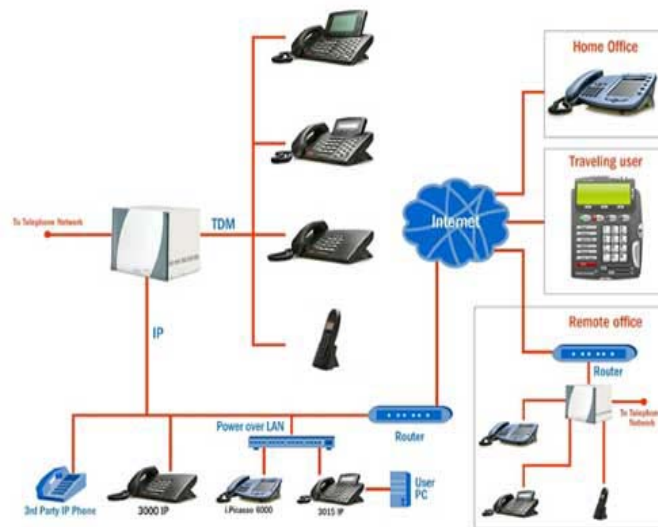 Home Office
Traveling user
To Telephone Network
TDM
Internet
IP
Remote office
Router
To Telephone
Network
Power over LAN
Router
User
PC
3rd Party IP Phone
3000 IP
i.Picasso 6000
3015 IP